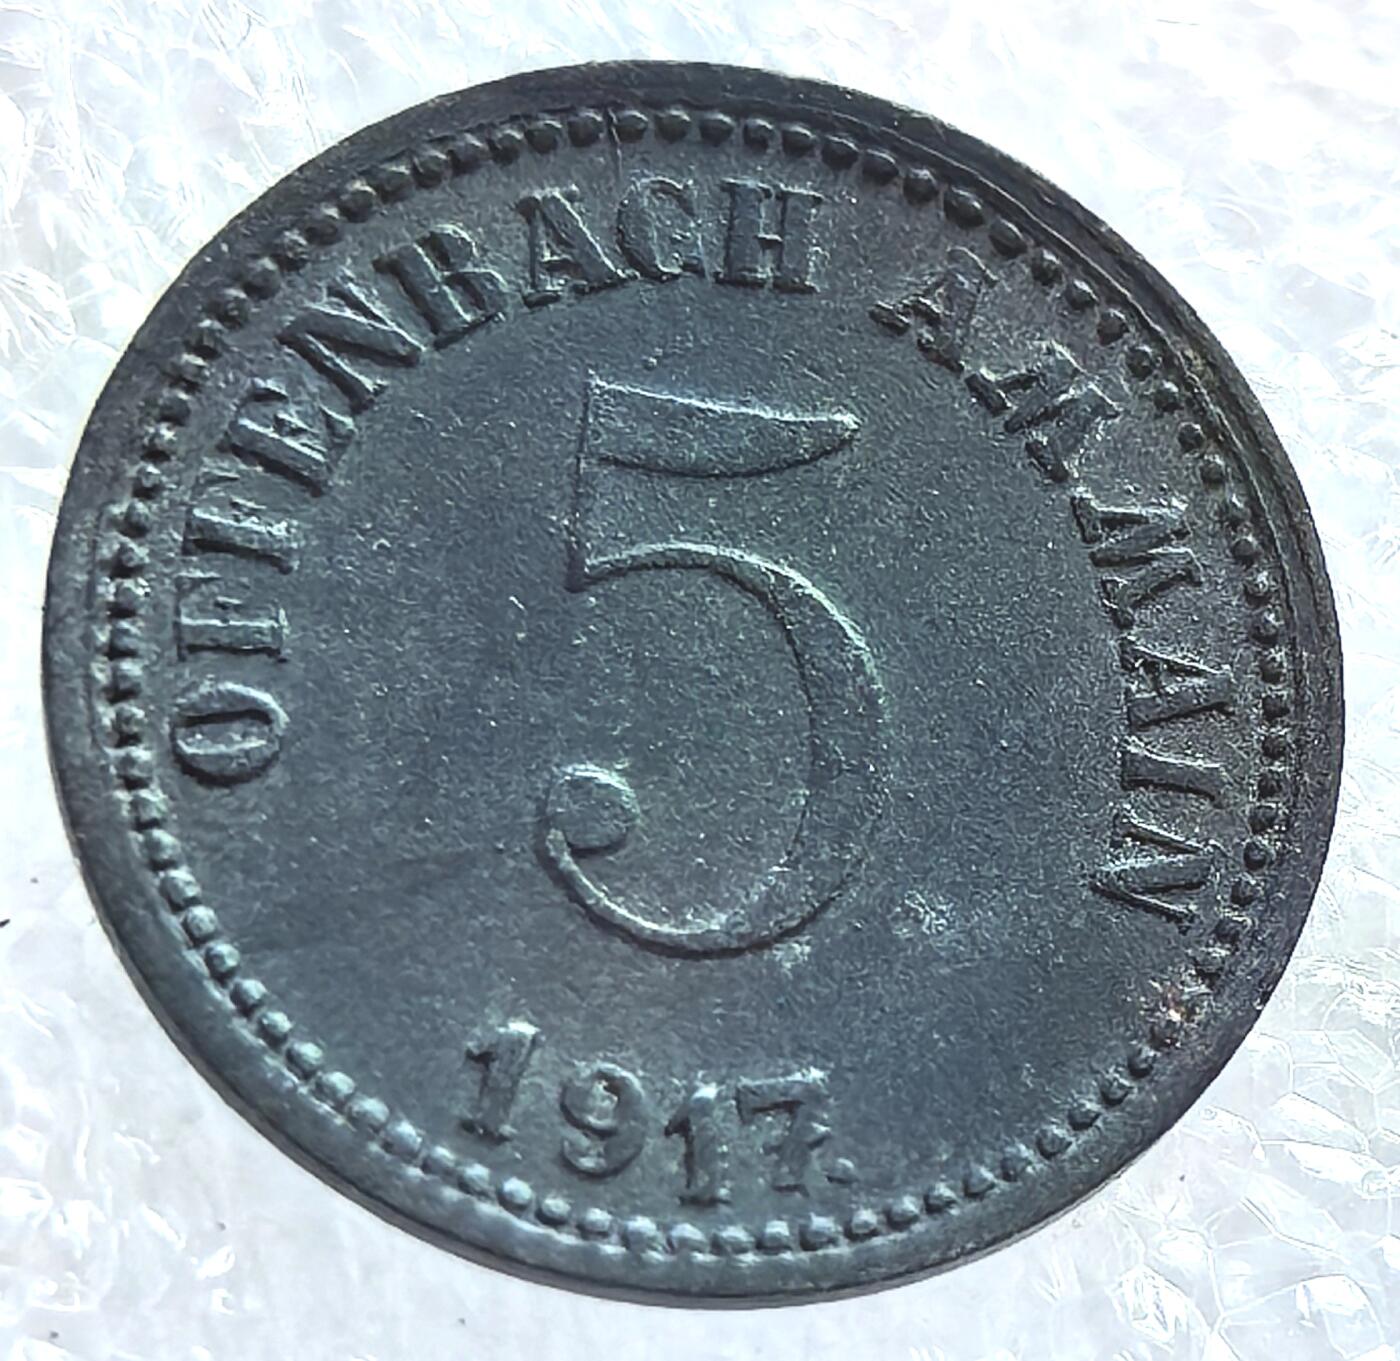 OFFENBACH A. MAIN
5
1917.